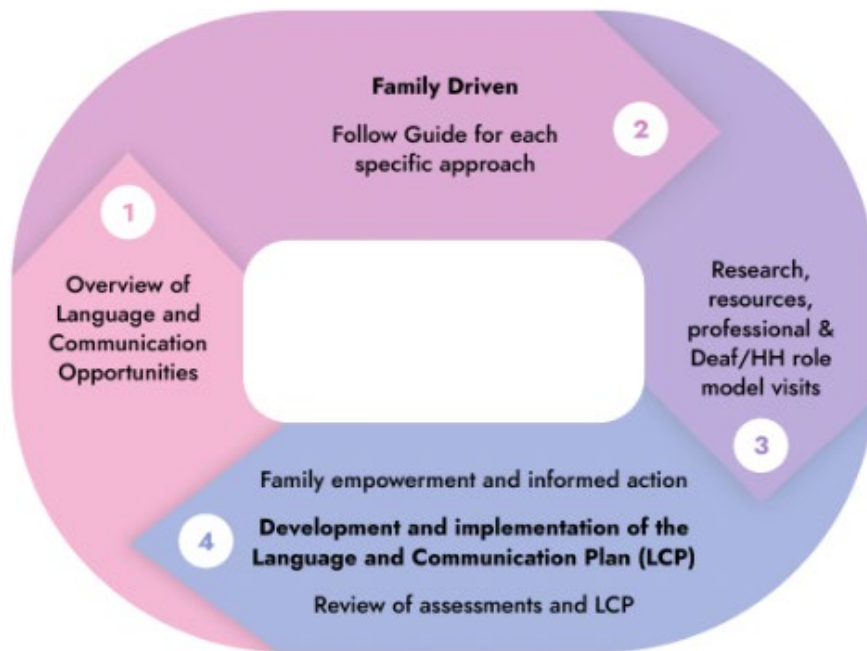 1
Overview of
Language and
Communication
Opportunities
Family Driven
Follow Guide for each
specific approach
2
Research,
resources,
professional &
Deaf/HH role
model visits
3
Family empowerment and informed action
4
Development and implementation of the
Language and Communication Plan (LCP)
Review of assessments and LCP